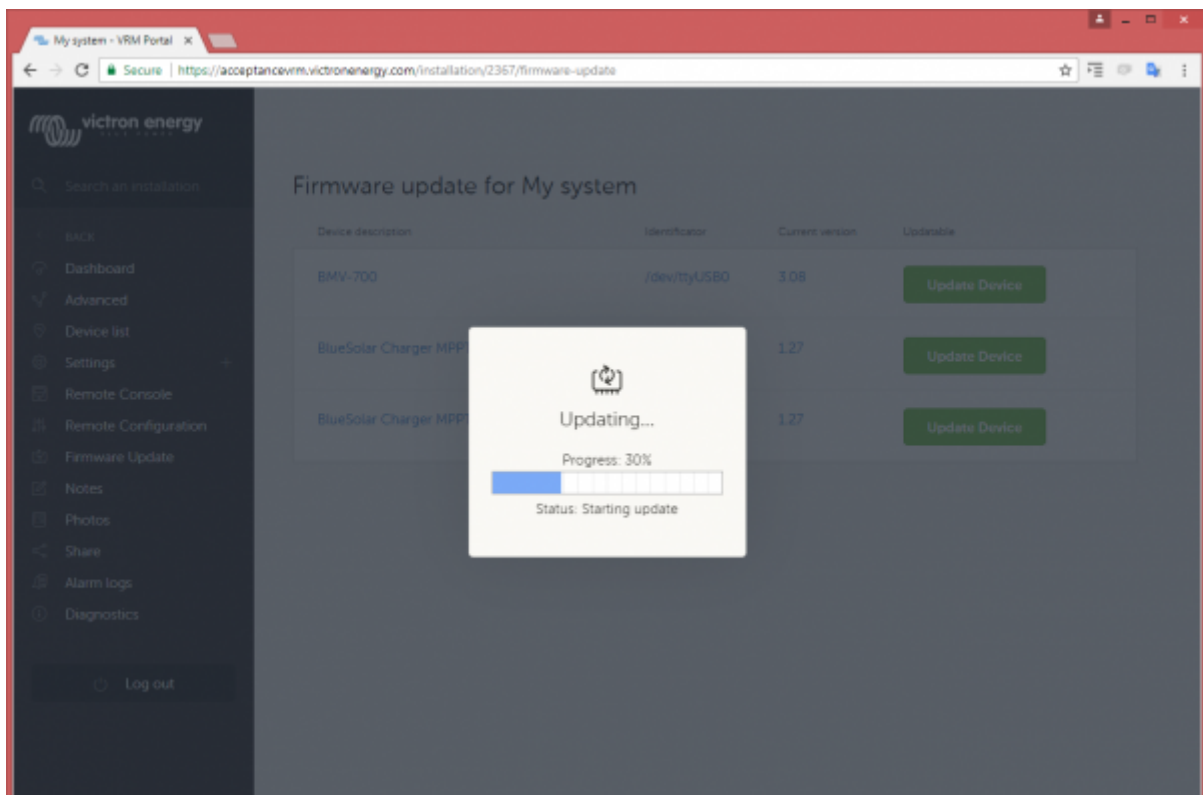 My system - VRM Portal
Secure https://acceptancevrm.victronenergy.com/installation/2367/firmware-update
victron energy
BLUE POWER
Search an installation
BACK
Dashboard
Advanced
Device list
Settings
Remote Console
Remote Configuration
Firmware Update
Notes
Photos
Share
Alarm logs
Diagnostics
Log out
Firmware update for My system
Device description Identificator Current version Updatable
BMV-700 /dev/ttyUSB0 3.08 Update Device
BlueSolar Charger MPPT 1.27 Update Device
BlueSolar Charger MPPT 1.27 Update Device
Updating...
Progress: 30%
Status: Starting update